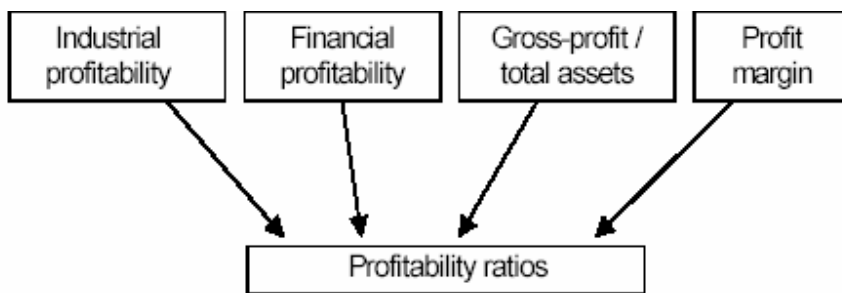 Industrial
profitability
Financial
profitability
Gross-profit /
total assets
Profit
margin
Profitability ratios